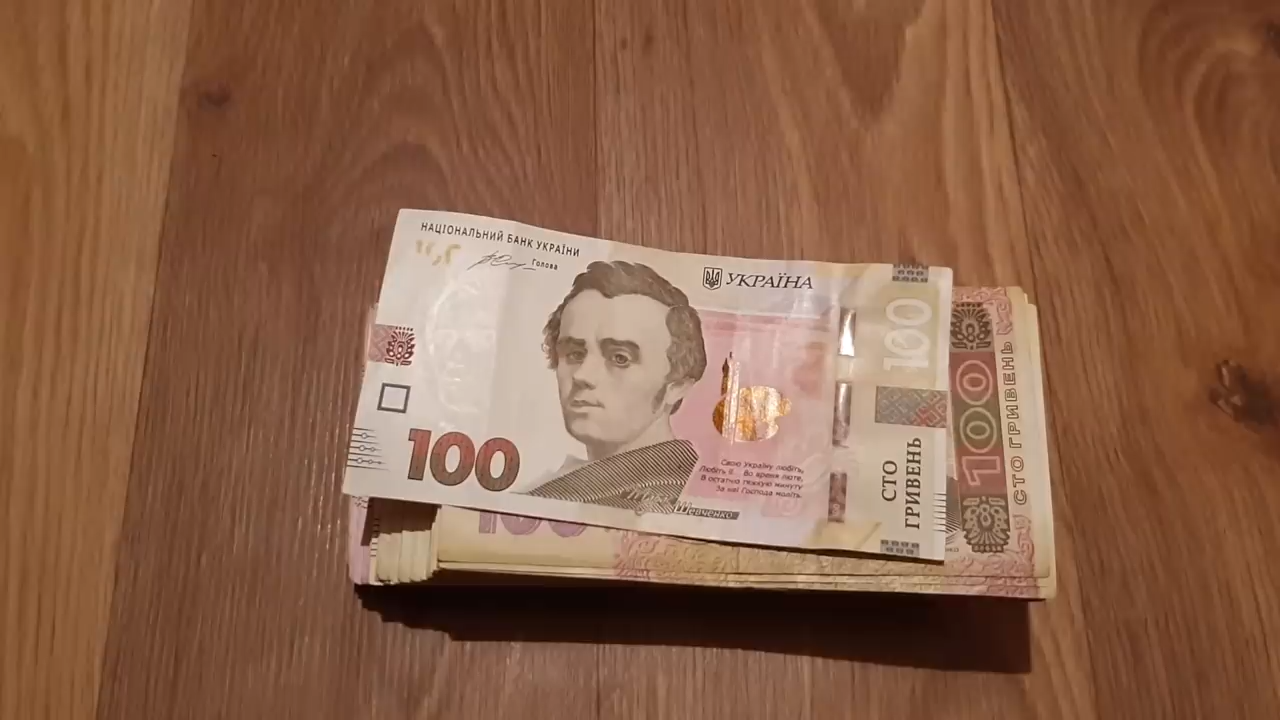 НАЦІОНАЛЬНИЙ БАНК УКРАЇНИ
Голова
УКРАЇНА
100
100
СТО
ГРИВЕНЬ
Свою Україну любіть,
Любіть її... Во время люте,
В остатню тяжкую минуту
За неї Господа моліть.
Шевченко
100
СТО ГРИВЕНЬ
100